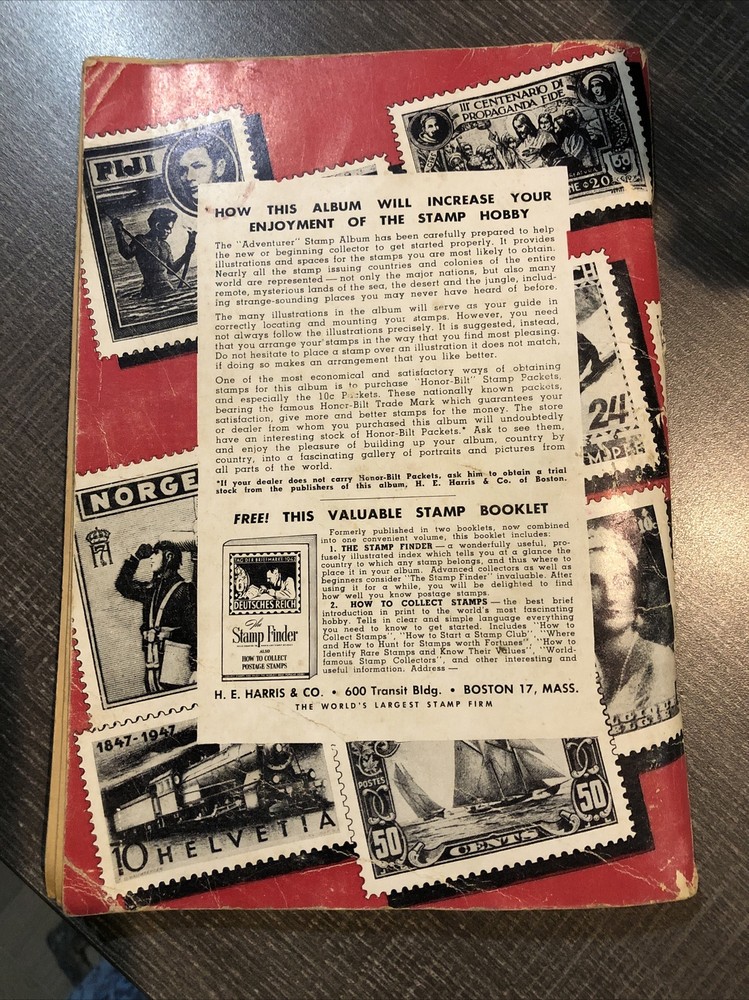 FIJI
III CENTENARIO DI
PROPAGANDA FIDE
20
HOW THIS ALBUM WILL INCREASE YOUR
ENJOYMENT OF THE STAMP HOBBY
The "Adventurer" Stamp Album has been carefully prepared to help
the new or beginning collector to get started properly. It provides
illustrations and spaces for the stamps you are most likely to obtain.
Nearly all the stamp issuing countries and colonies of the entire
world are represented — not only the major nations, but also many
remote, mysterious lands of the sea, the desert and the jungle, includ-
ing strange-sounding places you may never have heard of before.
The many illustrations in the album will serve as your guide in
correctly locating and mounting your stamps. However, you need
not always follow the illustrations precisely. It is suggested, instead,
that you arrange your stamps in the way that you find most pleasing.
Do not hesitate to place a stamp over an illustration it does not match,
if doing so makes an arrangement that you like better.
One of the most economical and satisfactory ways of obtaining
stamps for this album is to purchase "Honor-Bilt" Stamp Packets,
and especially the 10c Packets. These nationally known packets,
bearing the famous Honor-Bilt Trade Mark which guarantees your
satisfaction, give more and better stamps for the money. The store
or dealer from whom you purchased this album will undoubtedly
have an interesting stock of Honor-Bilt Packets.* Ask to see them,
and enjoy the pleasure of building up your album, country by
country, into a fascinating gallery of portraits and pictures from
all parts of the world.
*If your dealer does not carry Honor-Bilt Packets, ask him to obtain a trial
stock from the publishers of this album, H. E. Harris & Co. of Boston.
24
NORGE
FREE! THIS VALUABLE STAMP BOOKLET
TAG DER BRIEFMARKE 1942
DEUTSCHES REICH
The
Stamp Finder
ALSO
HOW TO COLLECT
POSTAGE STAMPS
Formerly published in two booklets, now combined
into one convenient volume, this booklet includes:
1. THE STAMP FINDER — a wonderfully useful, pro-
fusely illustrated index which tells you at a glance the
country to which any stamp belongs, and thus where to
place it in your album. Advanced collectors as well as
beginners consider "The Stamp Finder" invaluable. After
using it for a while, you will be delighted to find
how well you know postage stamps.
2. HOW TO COLLECT STAMPS — the best brief
introduction in print to the world's most fascinating
hobby. Tells in clear and simple language everything
you need to know to get started. Includes "How to
Collect Stamps", "How to Start a Stamp Club", "Where
and How to Hunt for Stamps worth Fortunes", "How to
Identify Rare Stamps and Know Their Values", "World-
famous Stamp Collectors", and other interesting and
useful information. Address —
H. E. HARRIS & CO. • 600 Transit Bldg. • BOSTON 17, MASS.
THE WORLD'S LARGEST STAMP FIRM
1847-1947
10 HELVETIA
POSTES
50
50
CENTS